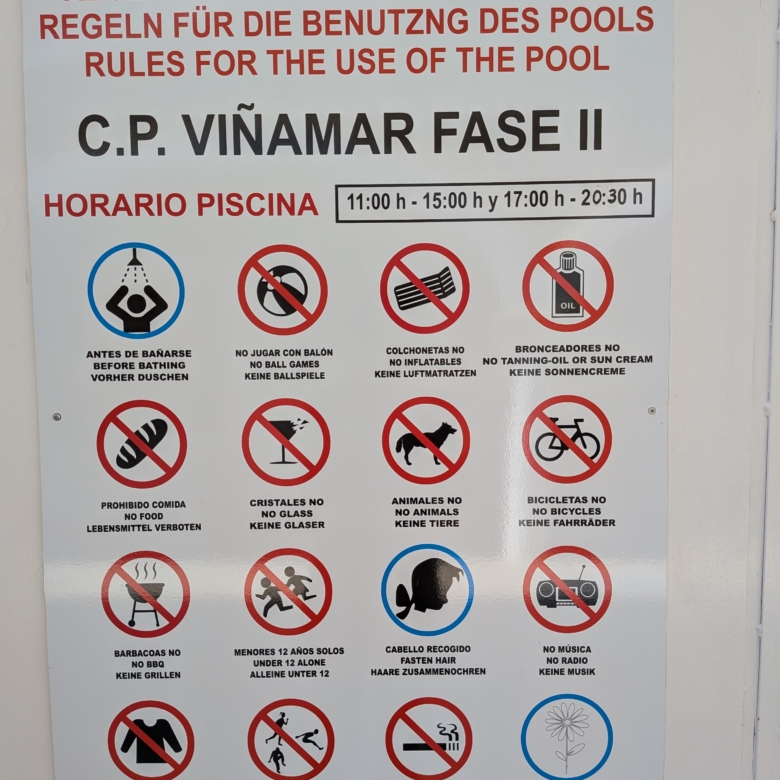 REGELN FÜR DIE BENUTZNG DES POOLS
RULES FOR THE USE OF THE POOL
C.P. VIÑAMAR FASE II
HORARIO PISCINA
11:00 h - 15:00 h y 17:00 h - 20:30 h
ANTES DE BAÑARSE
BEFORE BATHING
VORHER DUSCHEN
NO JUGAR CON BALÓN
NO BALL GAMES
KEINE BALLSPIELE
COLCHONETAS NO
NO INFLATABLES
KEINE LUFTMATRATZEN
OIL
BRONCEADORES NO
NO TANNING-OIL OR SUN CREAM
KEINE SONNENCREME
PROHIBIDO COMIDA
NO FOOD
LEBENSMITTEL VERBOTEN
CRISTALES NO
NO GLASS
KEINE GLASER
ANIMALES NO
NO ANIMALS
KEINE TIERE
BICICLETAS NO
NO BICYCLES
KEINE FAHRRÄDER
BARBACOAS NO
NO BBQ
KEINE GRILLEN
MENORES 12 AÑOS SOLOS
UNDER 12 ALONE
ALLEINE UNTER 12
CABELLO RECOGIDO
FASTEN HAIR
HAARE ZUSAMMENOCHREN
NO MÚSICA
NO RADIO
KEINE MUSIK